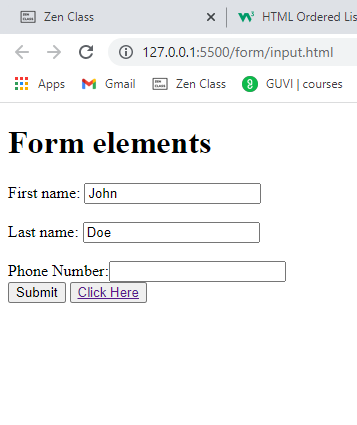 Zen Class
HTML Ordered Lis
127.0.0.1:5500/form/input.html
Apps Gmail Zen Class GUVI | courses
Form elements
First name: John
Last name: Doe
Phone Number:
Submit Click Here